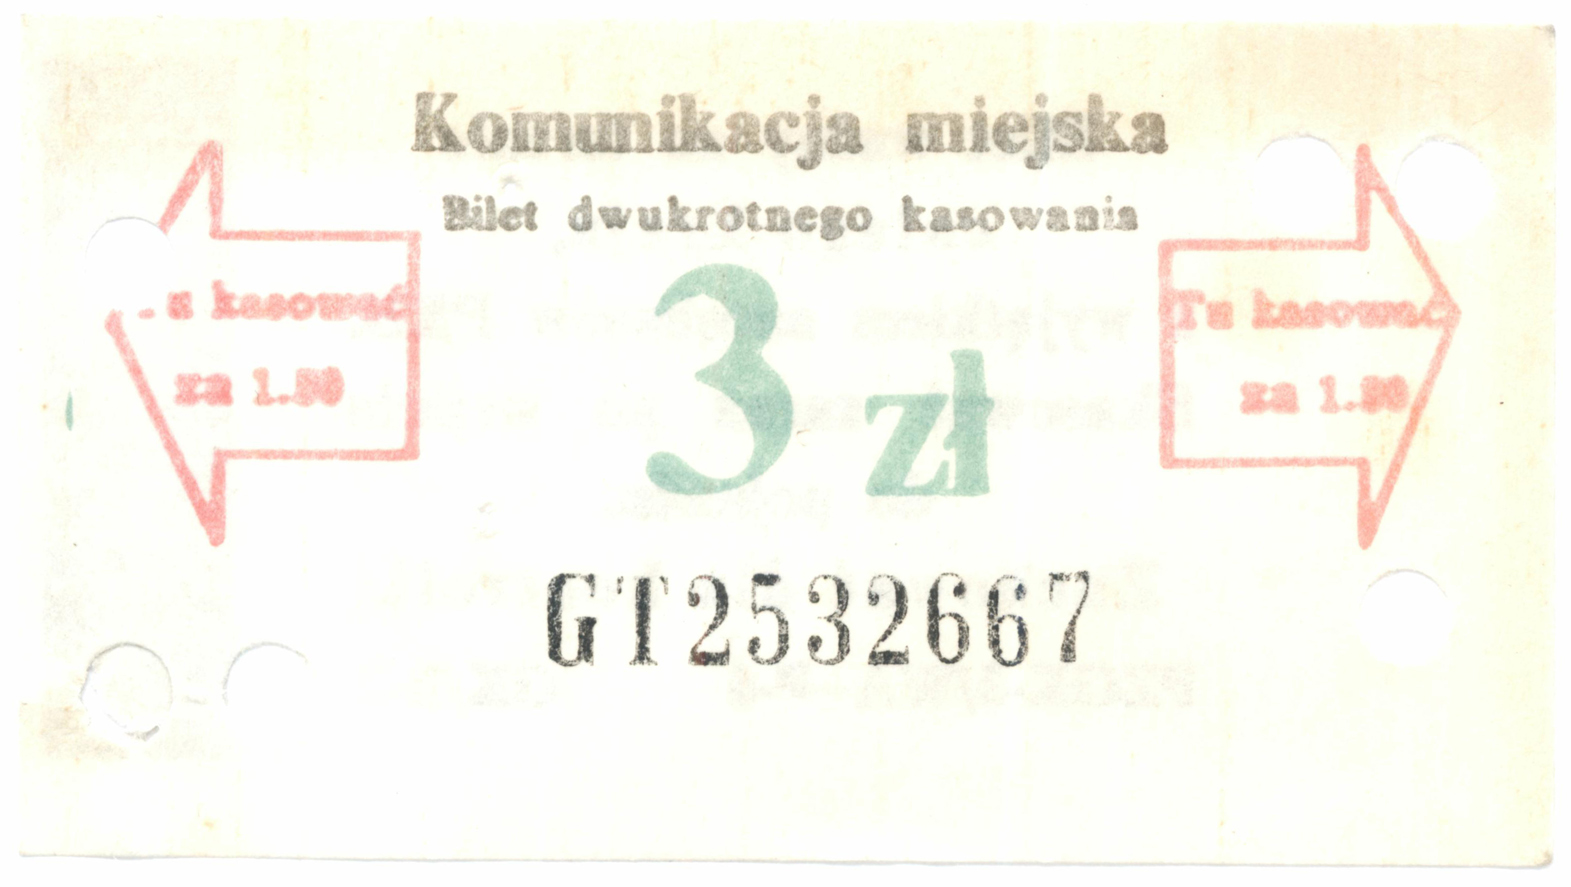 Komunikacja miejska
Bilet dwukrotnego kasowania
kasować
za 1.50
3 zł
Tu kasować
za 1.50
GT2532667